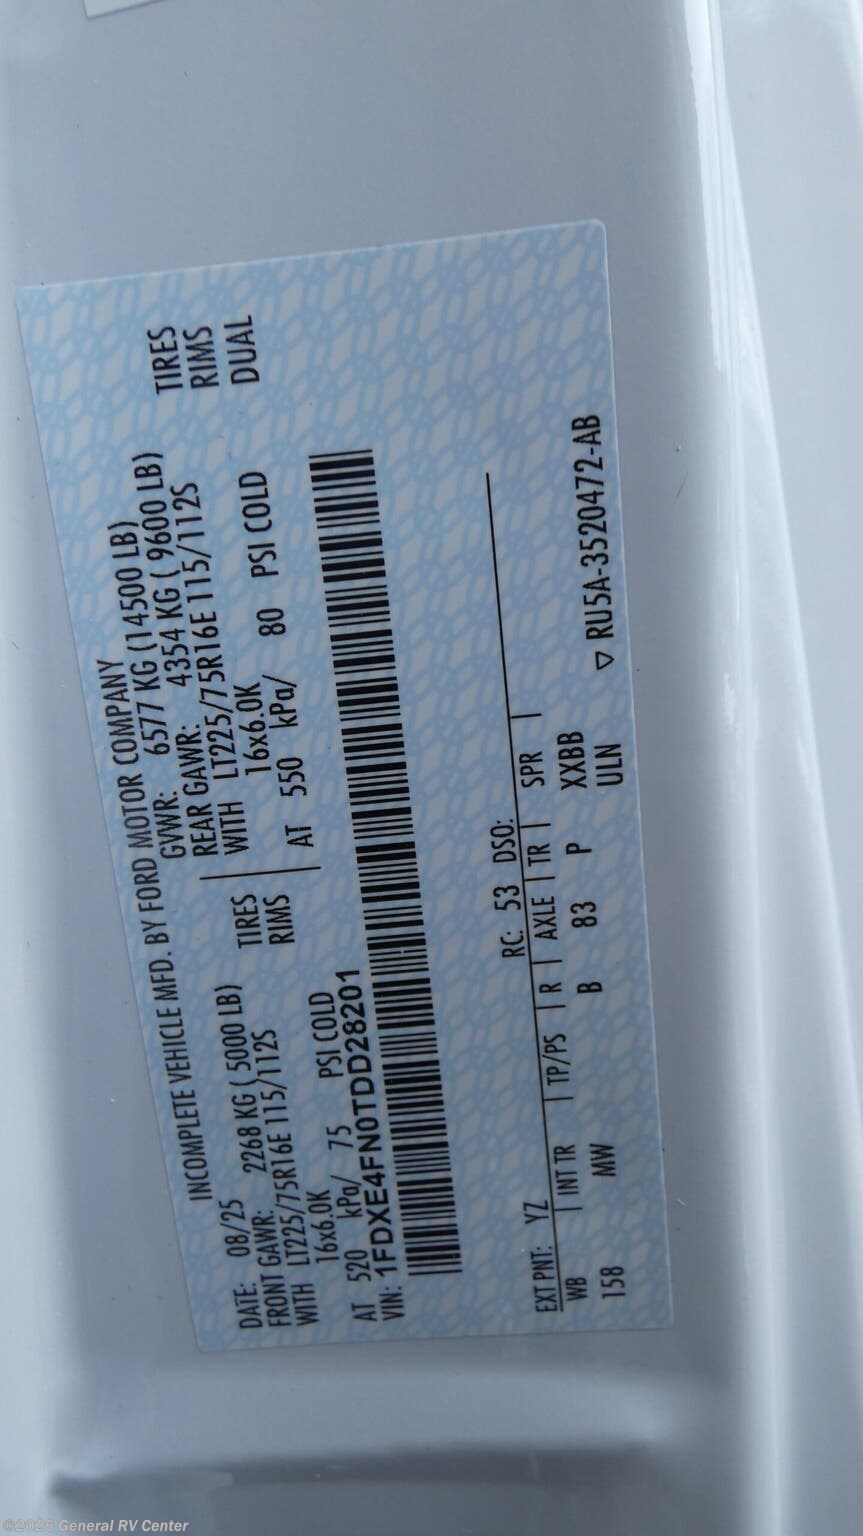 INCOMPLETE VEHICLE MFD. BY FORD MOTOR COMPANY
DATE: 08/25 GVWR: 6577 KG (14500 LB)
FRONT GAWR: 2268 KG ( 5000 LB) REAR GAWR: 4354 KG ( 9600 LB)
WITH LT225/75R16E 115/112S TIRES WITH LT225/75R16E 115/112S TIRES
16x6.0K RIMS 16x6.0K RIMS
AT 520 kPa/ 75 PSI COLD AT 550 kPa/ 80 PSI COLD DUAL
VIN: 1FDXE4FN0TDD28201
EXT PNT: YZ RC: 53 DSO:
WB INT TR TP/PS R AXLE TR SPR
158 MW B 83 P XXBB
ULN
▽ RU5A-3520472-AB
©2026 General RV Center